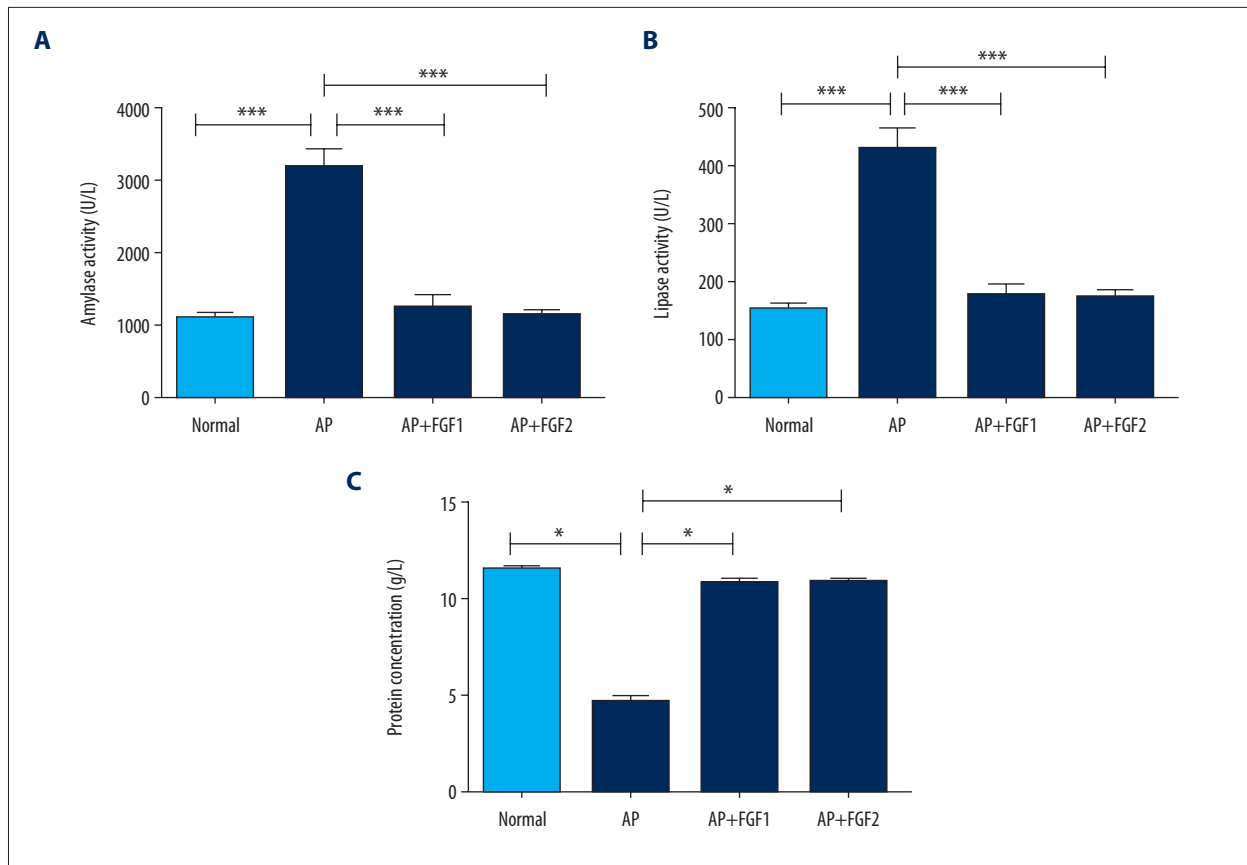 A
***
***
***
4000
3000
2000
1000
0
Amylase activity (U/L)
Normal AP AP+FGF1 AP+FGF2
B
***
***
***
500
400
300
200
100
0
Lipase activity (U/L)
Normal AP AP+FGF1 AP+FGF2
C
*
*
*
15
10
5
0
Protein concentration (g/L)
Normal AP AP+FGF1 AP+FGF2